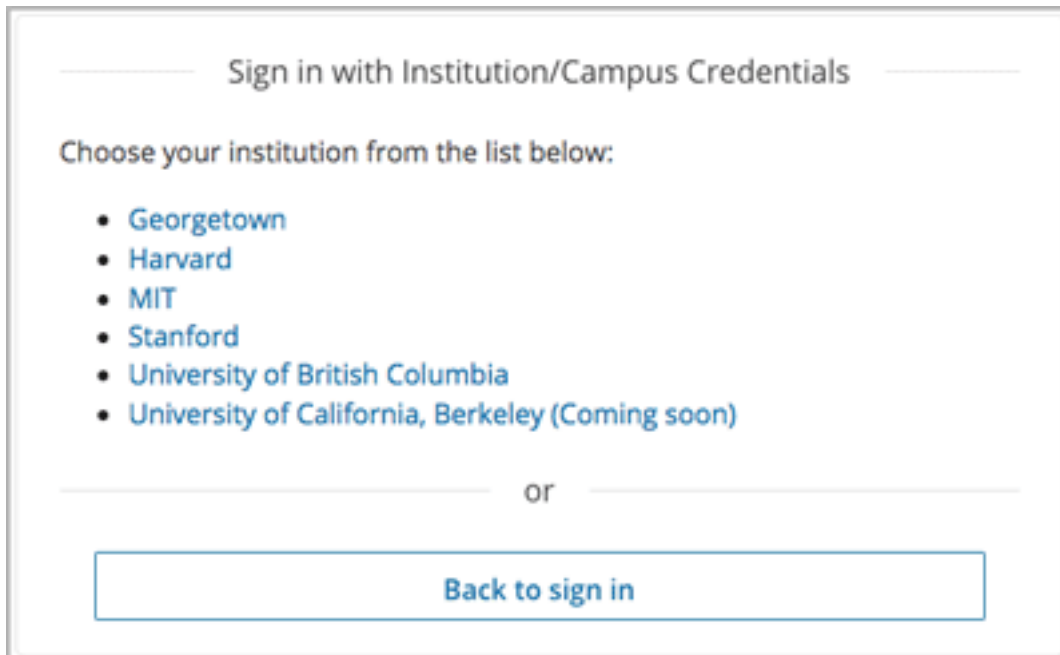 Sign in with Institution/Campus Credentials
Choose your institution from the list below:
Georgetown
Harvard
MIT
Stanford
University of British Columbia
University of California, Berkeley (Coming soon)
or
Back to sign in